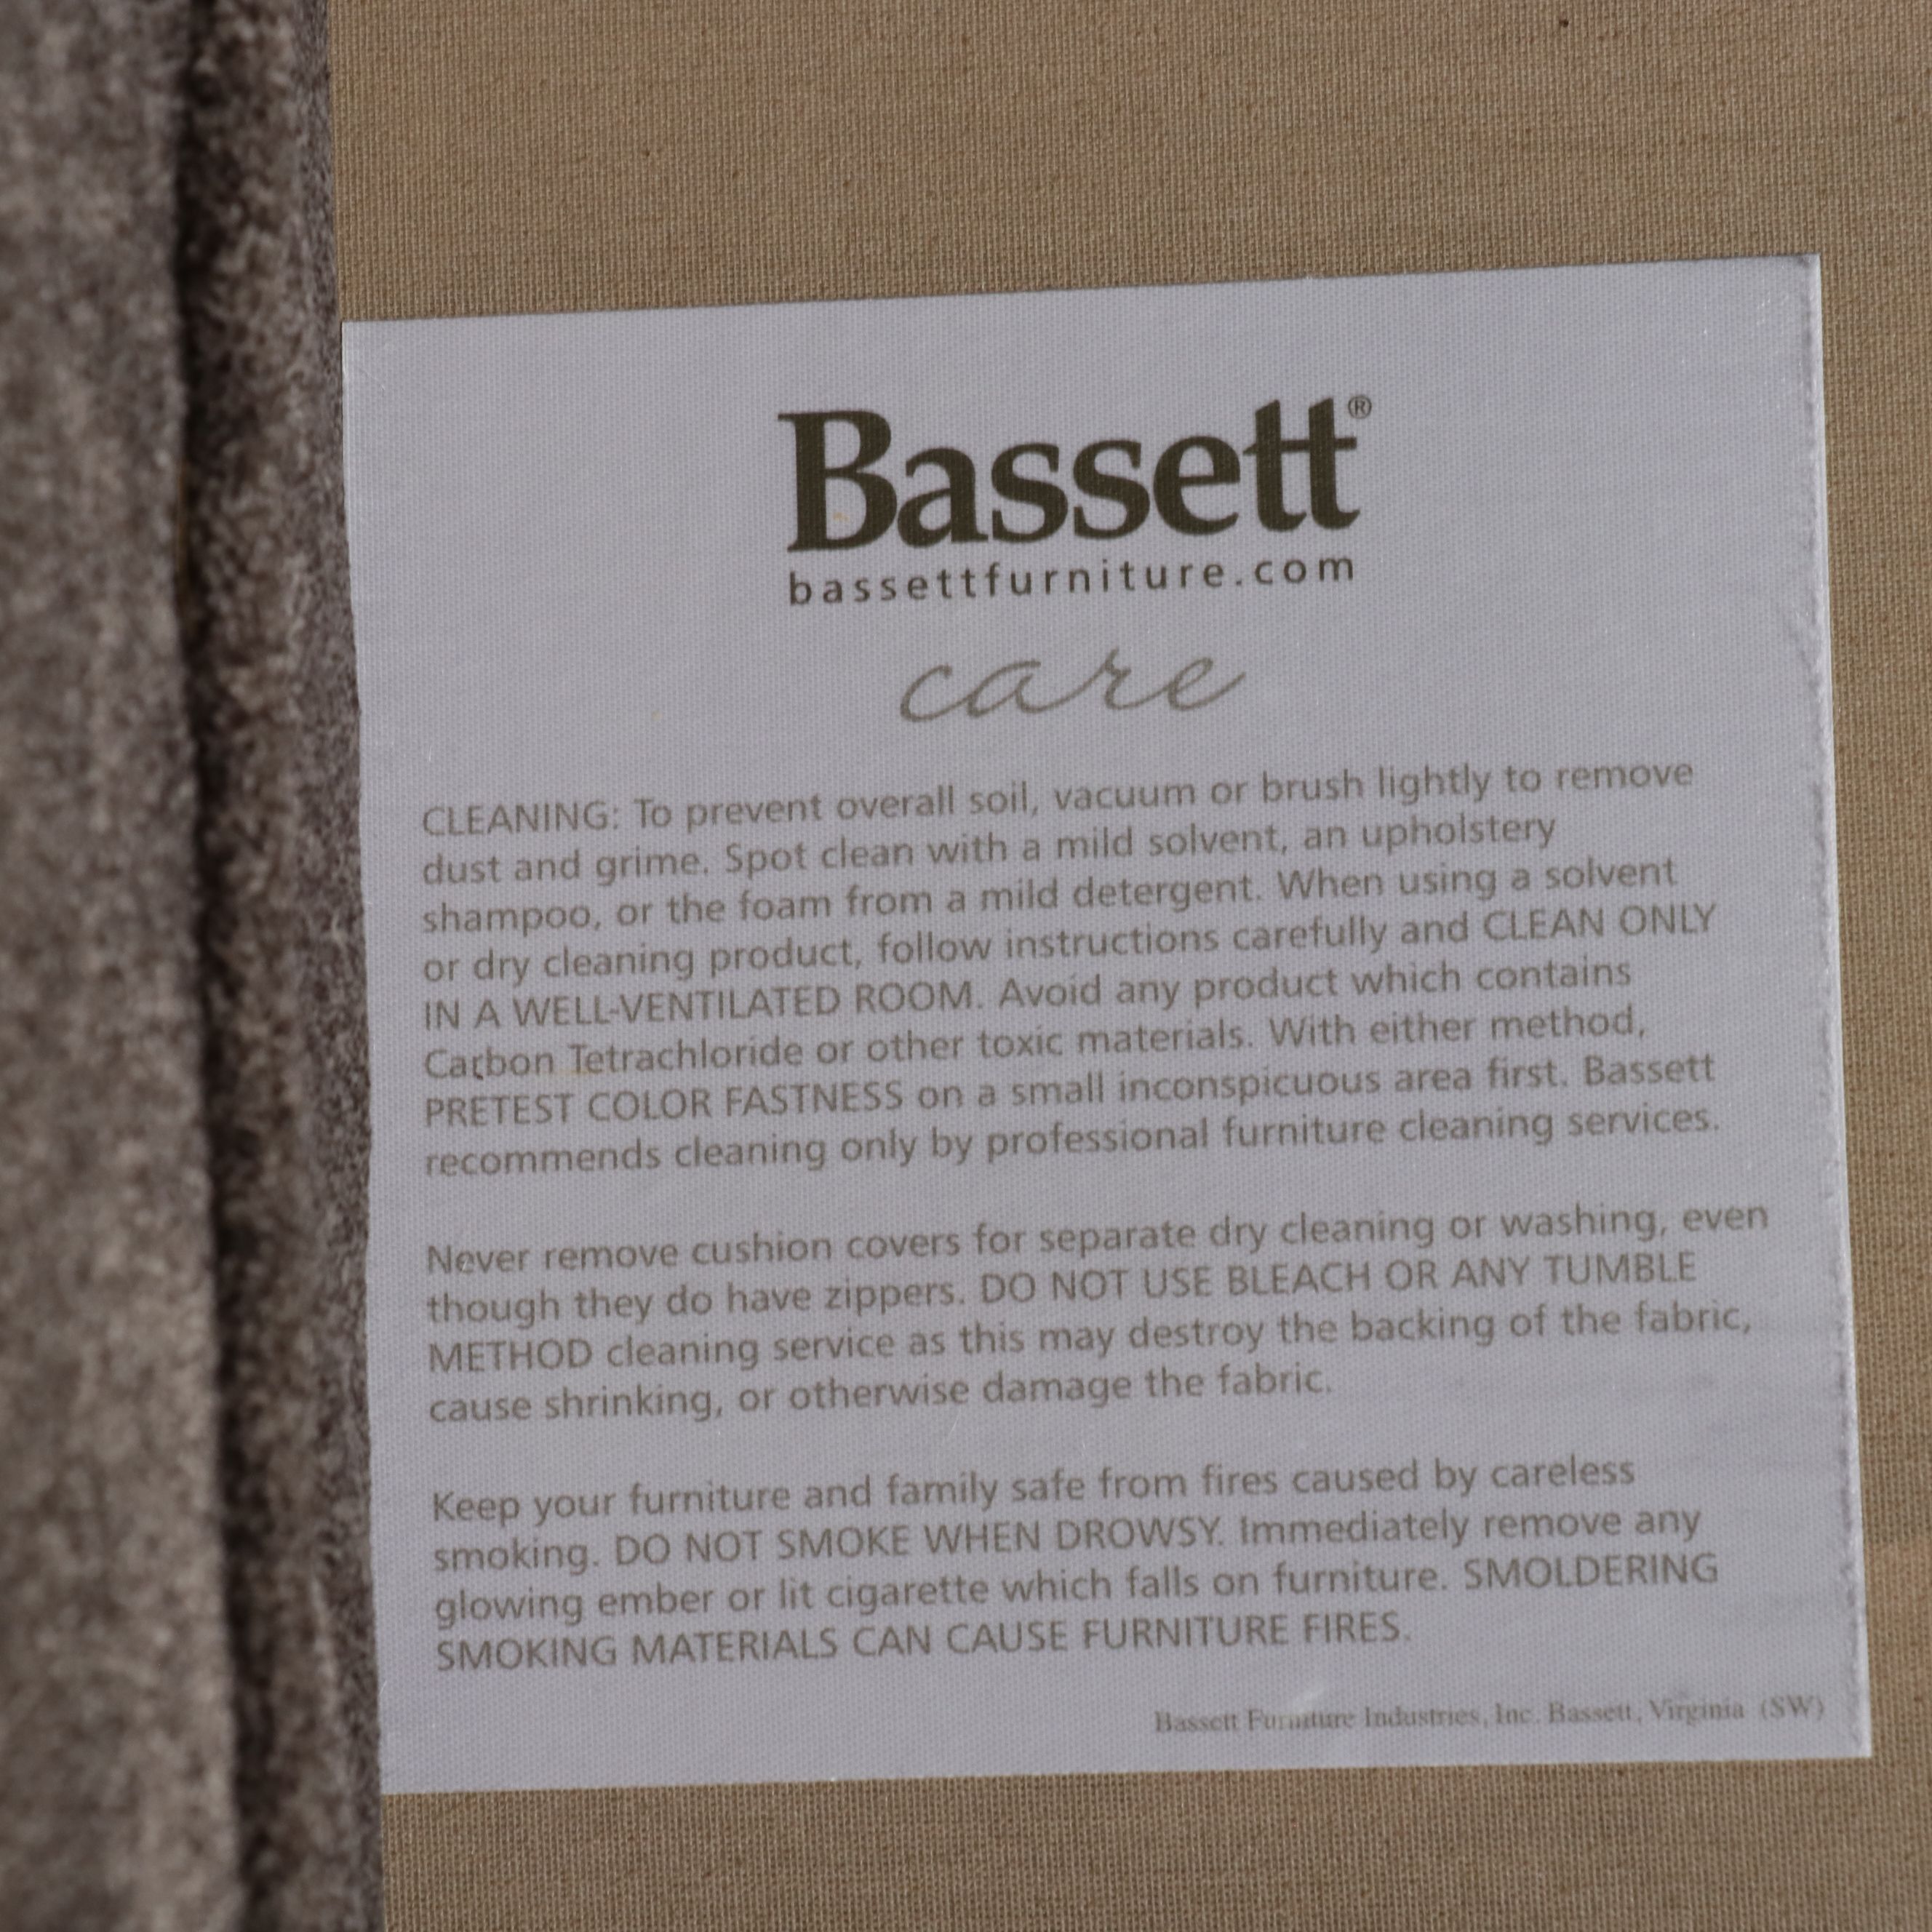 Bassett®
bassettfurniture.com
care
CLEANING: To prevent overall soil, vacuum or brush lightly to remove
dust and grime. Spot clean with a mild solvent, an upholstery
shampoo, or the foam from a mild detergent. When using a solvent
or dry cleaning product, follow instructions carefully and CLEAN ONLY
IN A WELL-VENTILATED ROOM. Avoid any product which contains
Carbon Tetrachloride or other toxic materials. With either method,
PRETEST COLOR FASTNESS on a small inconspicuous area first. Bassett
recommends cleaning only by professional furniture cleaning services.
Never remove cushion covers for separate dry cleaning or washing, even
though they do have zippers. DO NOT USE BLEACH OR ANY TUMBLE
METHOD cleaning service as this may destroy the backing of the fabric,
cause shrinking, or otherwise damage the fabric.
Keep your furniture and family safe from fires caused by careless
smoking. DO NOT SMOKE WHEN DROWSY. Immediately remove any
glowing ember or lit cigarette which falls on furniture. SMOLDERING
SMOKING MATERIALS CAN CAUSE FURNITURE FIRES.
Bassett Furniture Industries, Inc. Bassett, Virginia (SW)